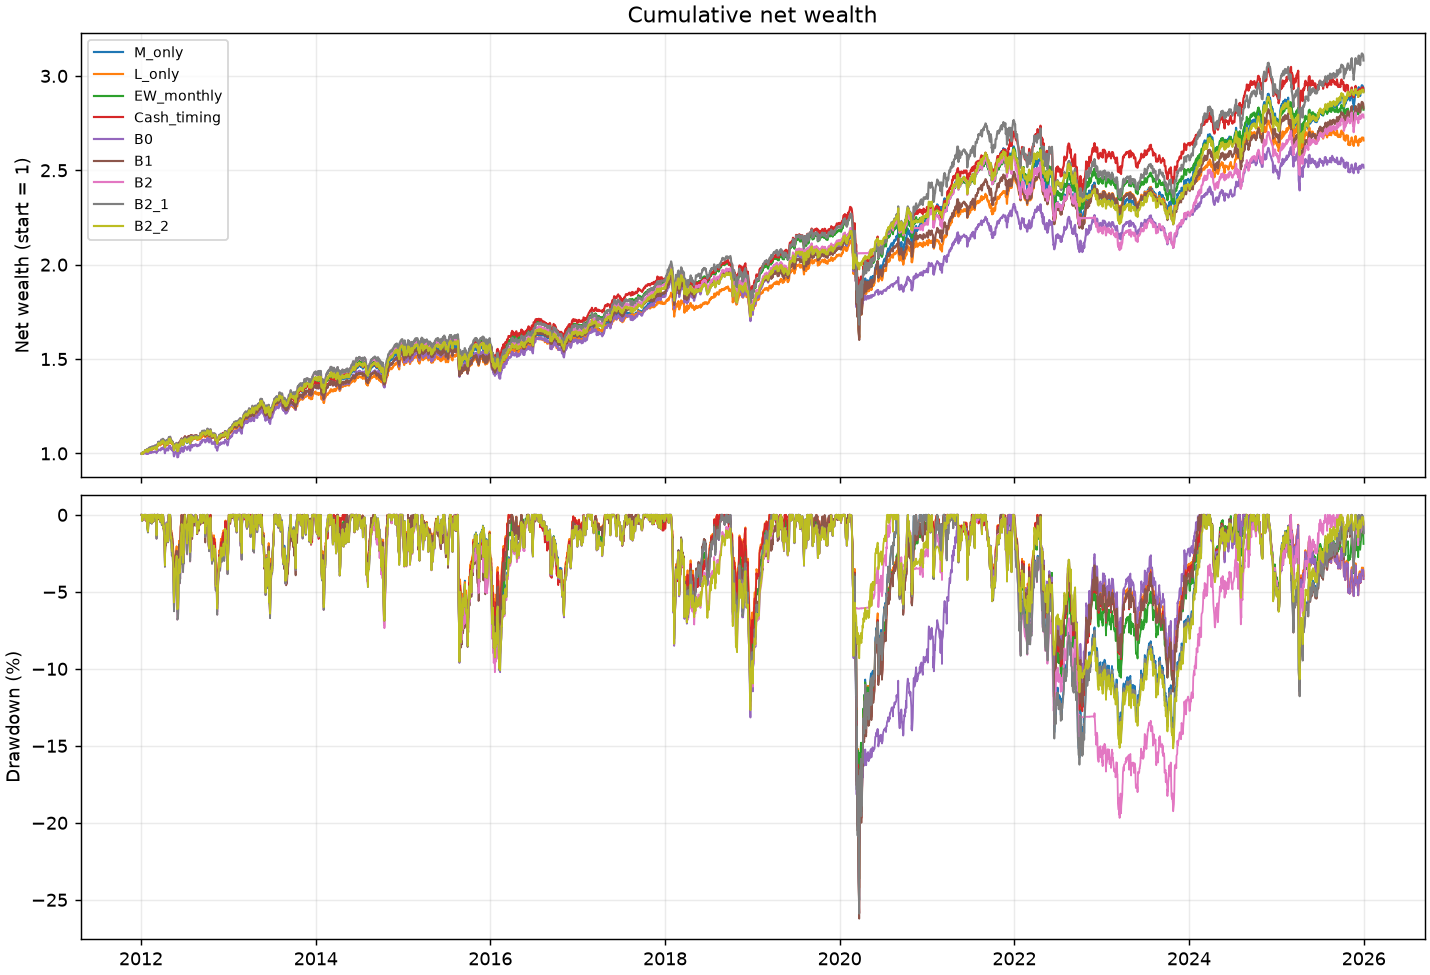 Cumulative net wealth
Net wealth (start = 1)
3.0
2.5
2.0
1.5
1.0
M_only
L_only
EW_monthly
Cash_timing
B0
B1
B2
B2_1
B2_2
Drawdown (%)
0
−5
−10
−15
−20
−25
2012
2014
2016
2018
2020
2022
2024
2026